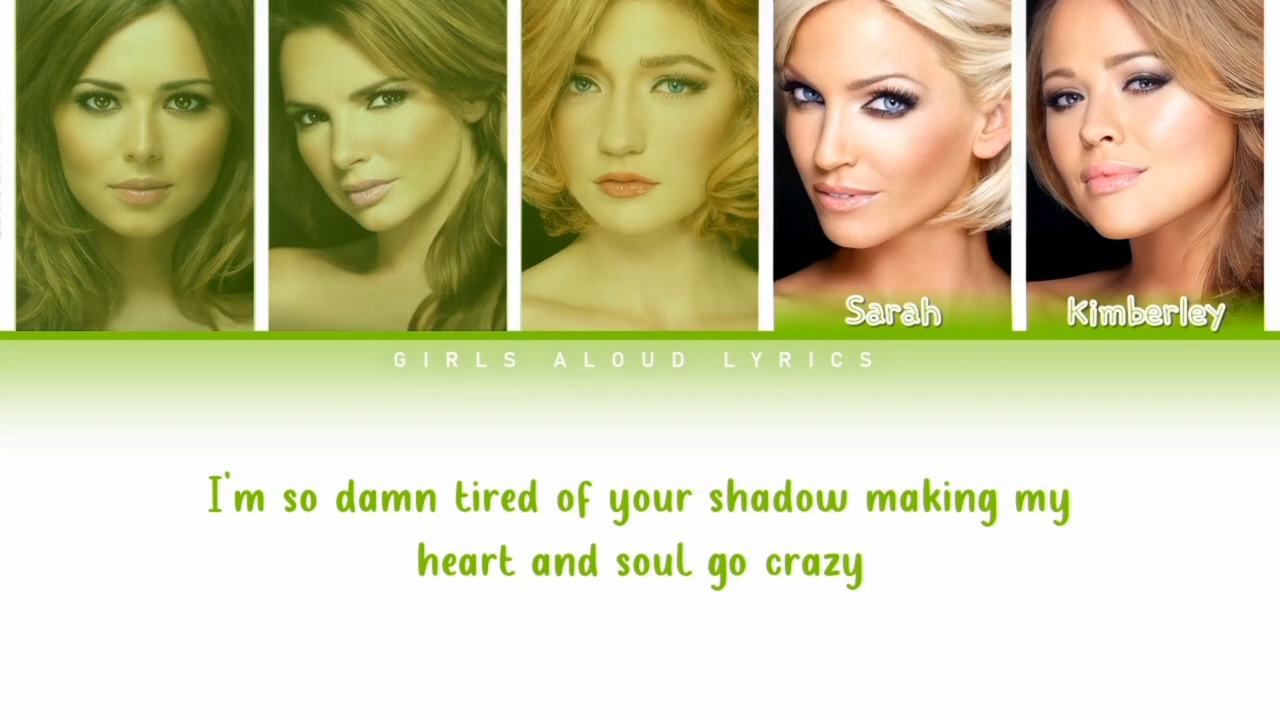 Sarah
Kimberley
GIRLS ALOUD LYRICS
I'm so damn tired of your shadow making my
heart and soul go crazy